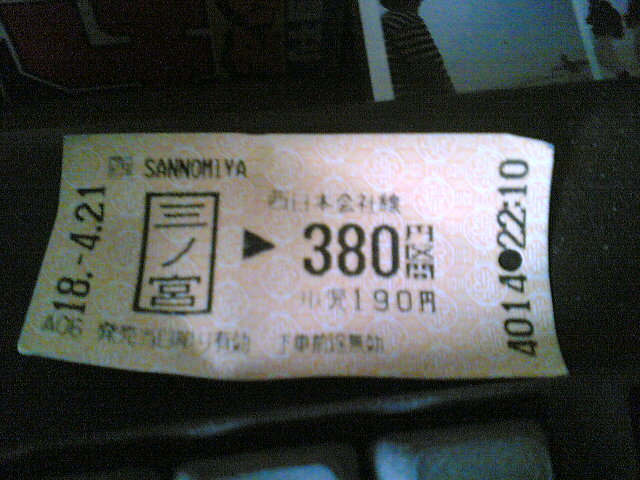 西 SANNOMIYA
三ノ宮
▶
西日本会社線
380円区間
小児190円
18.-4.21
22:10
4014
A06 発売当日限り有効 下車前途無効